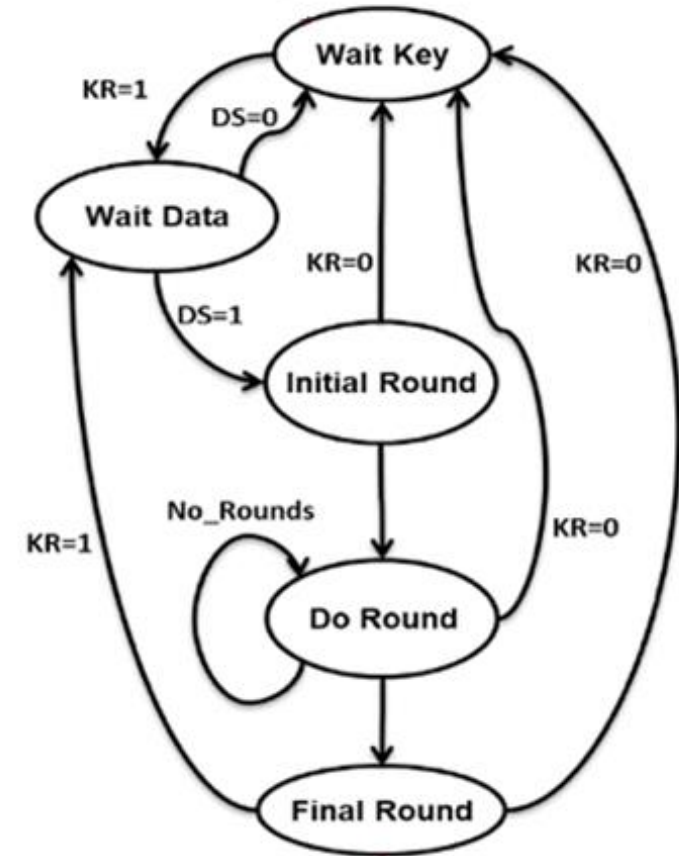 Wait Key
KR=1
DS=0
Wait Data
KR=0
KR=0
DS=1
Initial Round
No_Rounds
KR=1
KR=0
Do Round
Final Round